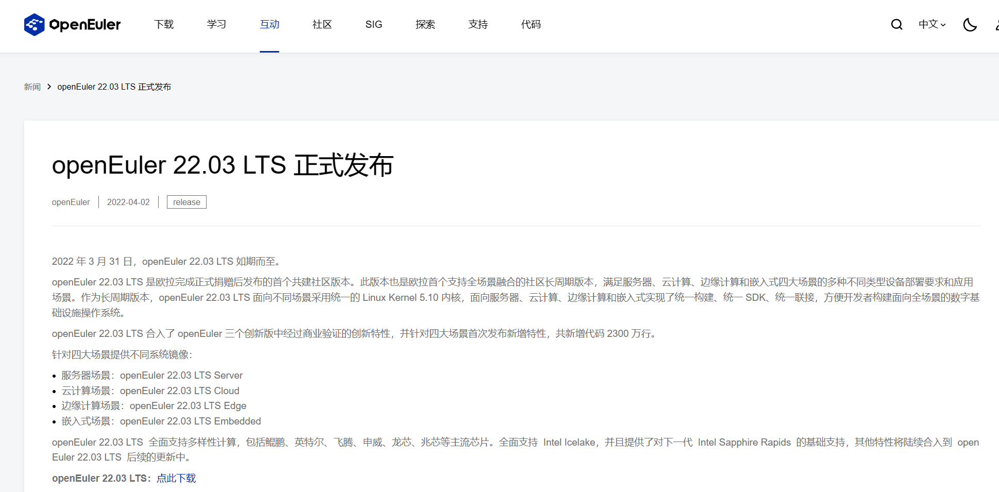 openEuler
下载 学习 互动 社区 SIG 探索 支持 代码 中文
新闻 > openEuler 22.03 LTS 正式发布
openEuler 22.03 LTS 正式发布
openEuler 2022-04-02 release
2022 年 3 月 31 日，openEuler 22.03 LTS 如期而至。
openEuler 22.03 LTS 是欧拉完成正式捐赠后发布的首个共建社区版本。此版本也是欧拉首个支持全场景融合的社区长周期版本，满足服务器、云计算、边缘计算和嵌入式四大场景的多种不同类型设备部署要求和应用
场景。作为长周期版本，openEuler 22.03 LTS 面向不同场景采用统一的 Linux Kernel 5.10 内核，面向服务器、云计算、边缘计算和嵌入式实现了统一构建、统一 SDK、统一联接，方便开发者构建面向全场景的数字基
础设施操作系统。
openEuler 22.03 LTS 合入了 openEuler 三个创新版中经过商业验证的创新特性，并针对四大场景首次发布新增特性，共新增代码 2300 万行。
针对四大场景提供不同系统镜像：
• 服务器场景：openEuler 22.03 LTS Server
• 云计算场景：openEuler 22.03 LTS Cloud
• 边缘计算场景：openEuler 22.03 LTS Edge
• 嵌入式场景：openEuler 22.03 LTS Embedded
openEuler 22.03 LTS 全面支持多样性计算，包括鲲鹏、英特尔、飞腾、申威、龙芯、兆芯等主流芯片。全面支持 Intel Icelake，并且提供了对下一代 Intel Sapphire Rapids 的基础支持，其他特性将陆续合入到 open
Euler 22.03 LTS 后续的更新中。
openEuler 22.03 LTS：点此下载